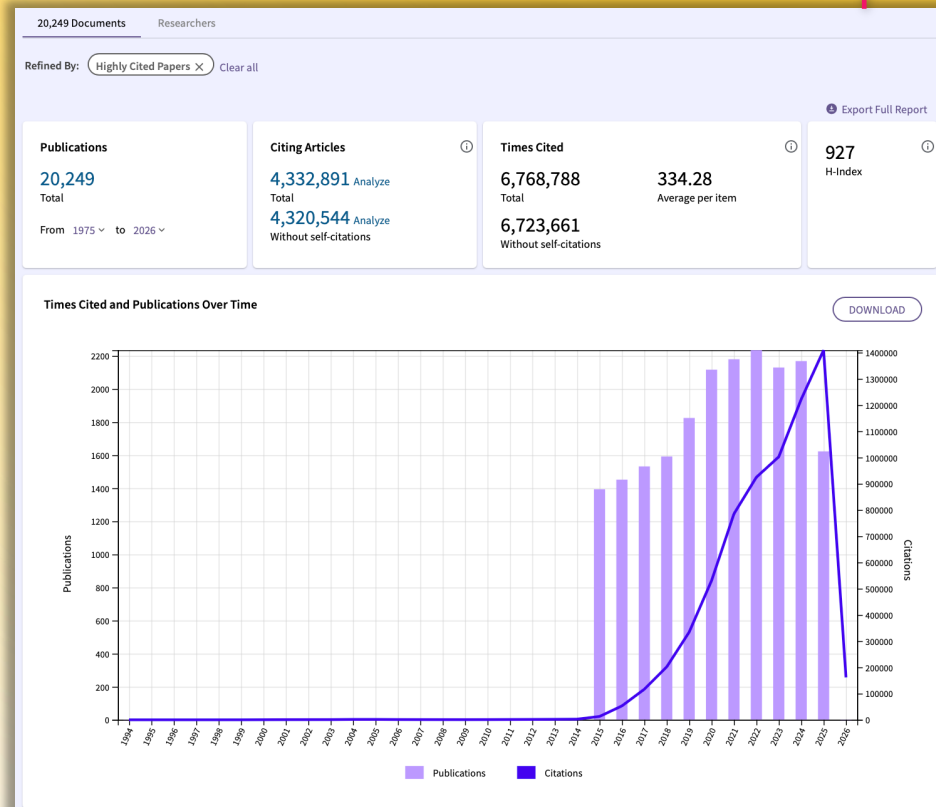 20,249 Documents Researchers
Refined By: Highly Cited Papers × Clear all
Export Full Report
Publications
20,249
Total
From 1975 to 2026
Citing Articles
4,332,891 Analyze
Total
4,320,544 Analyze
Without self-citations
Times Cited
6,768,788
Total
6,723,661
Without self-citations
334.28
Average per item
927
H-Index
Times Cited and Publications Over Time
DOWNLOAD
Publications
2200
2000
1800
1600
1400
1200
1000
800
600
400
200
0
1400000
1300000
1200000
1100000
1000000
900000
800000
700000
600000
500000
400000
300000
200000
100000
0
Citations
1994 1995 1996 1997 1998 1999 2000 2001 2002 2003 2004 2005 2006 2007 2008 2009 2010 2011 2012 2013 2014 2015 2016 2017 2018 2019 2020 2021 2022 2023 2024 2025 2026
Publications Citations